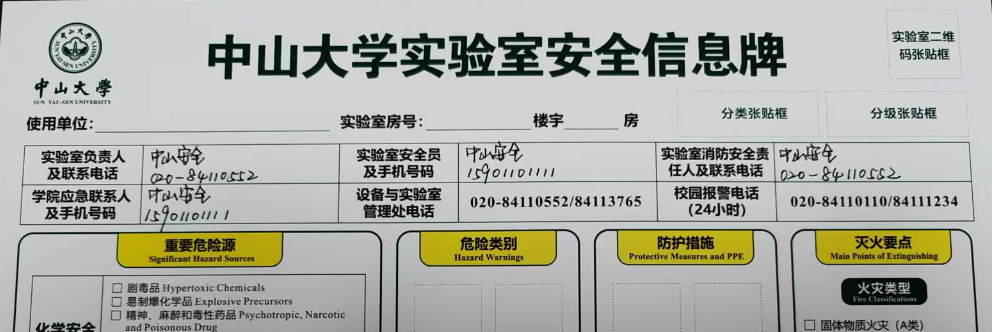 中山大学
SUN YAT-SEN UNIVERSITY
中山大学实验室安全信息牌
实验室二维
码张贴框
分类张贴框
分级张贴框
使用单位:
实验室房号: 楼宇 房
实验室负责人
及联系电话
中山安全
020-84110552
实验室安全员
及手机号码
中山安全
15901101111
实验室消防安全责
任人及联系电话
中山安全
020-84110552
学院应急联系人
及手机号码
中山安全
15901101111
设备与实验室
管理处电话
020-84110552/84113765
校园报警电话
(24小时)
020-84110110/84111234
重要危险源
Significant Hazard Sources
危险类别
Hazard Warnings
防护措施
Protective Measures and PPE
灭火要点
Main Points of Extinguishing
化学安全
□ 剧毒品 Hypertoxic Chemicals
□ 易制爆化学品 Explosive Precursors
□ 精神、麻醉和毒性药品 Psychotropic, Narcotic
and Poisonous Drug
火灾类型
Fire Classifications
□ 固体物质火灾（A类）